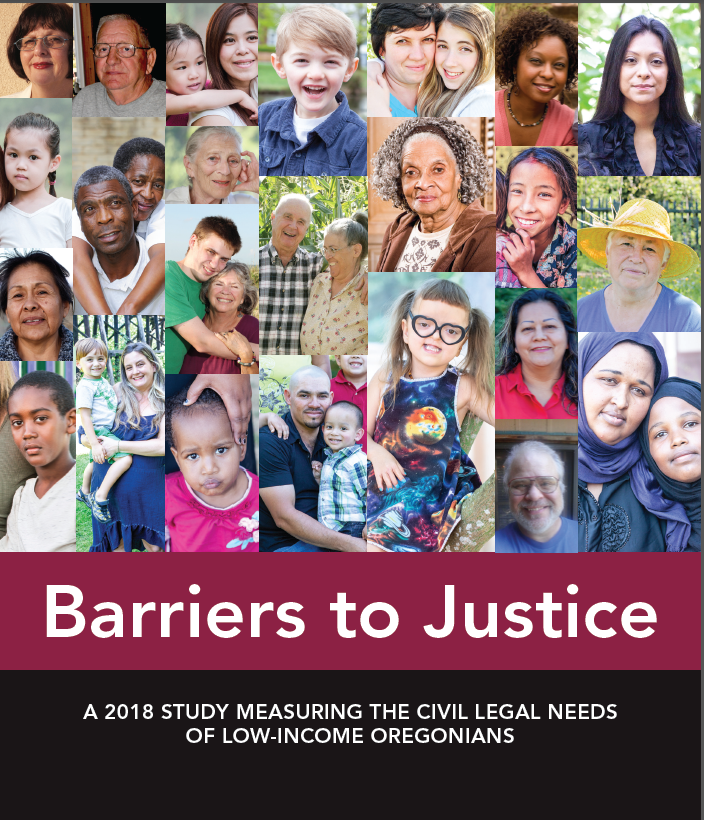 Barriers to Justice
A 2018 STUDY MEASURING THE CIVIL LEGAL NEEDS
OF LOW-INCOME OREGONIANS